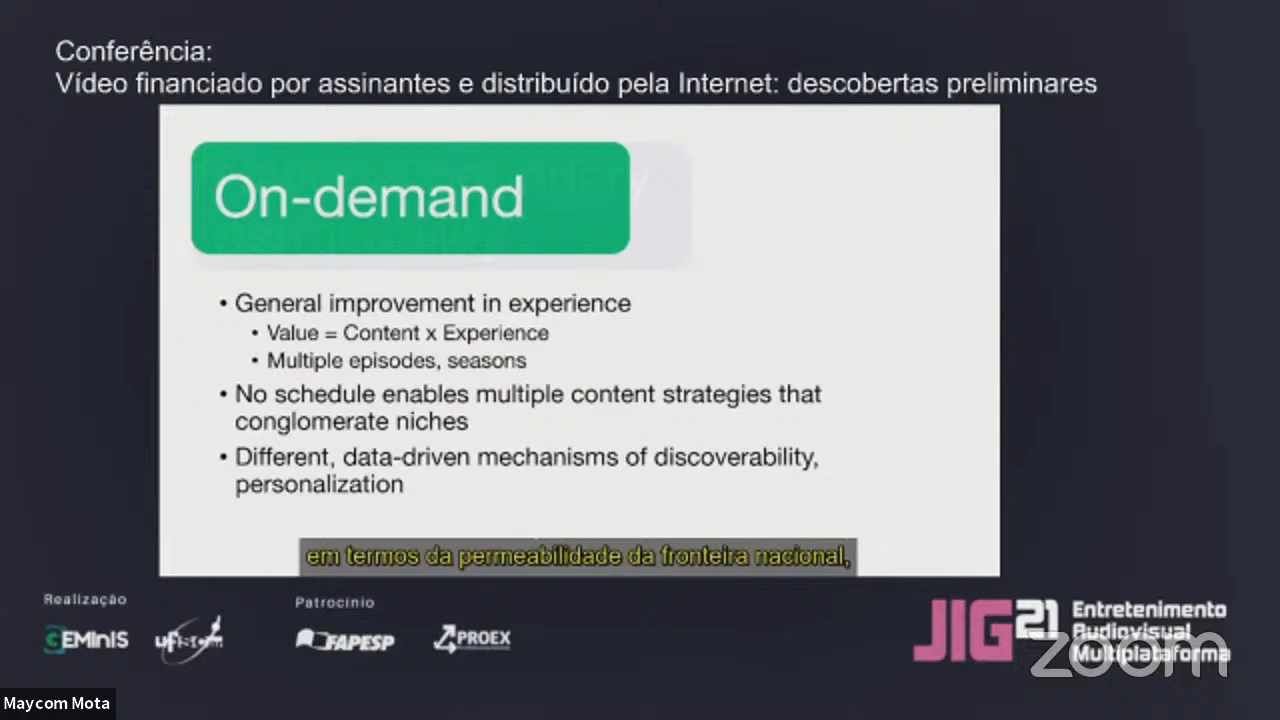 Conferência:
Vídeo financiado por assinantes e distribuído pela Internet: descobertas preliminares
On-demand
• General improvement in experience
• Value = Content x Experience
• Multiple episodes, seasons
• No schedule enables multiple content strategies that
conglomerate niches
• Different, data-driven mechanisms of discoverability,
personalization
em termos da permeabilidade da fronteira nacional,
Realização
GEMInIS
Patrocínio
FAPESP
PROEX
JIG21
Entretenimento
Audiovisual
Multiplataforma
zoom
Maycom Mota